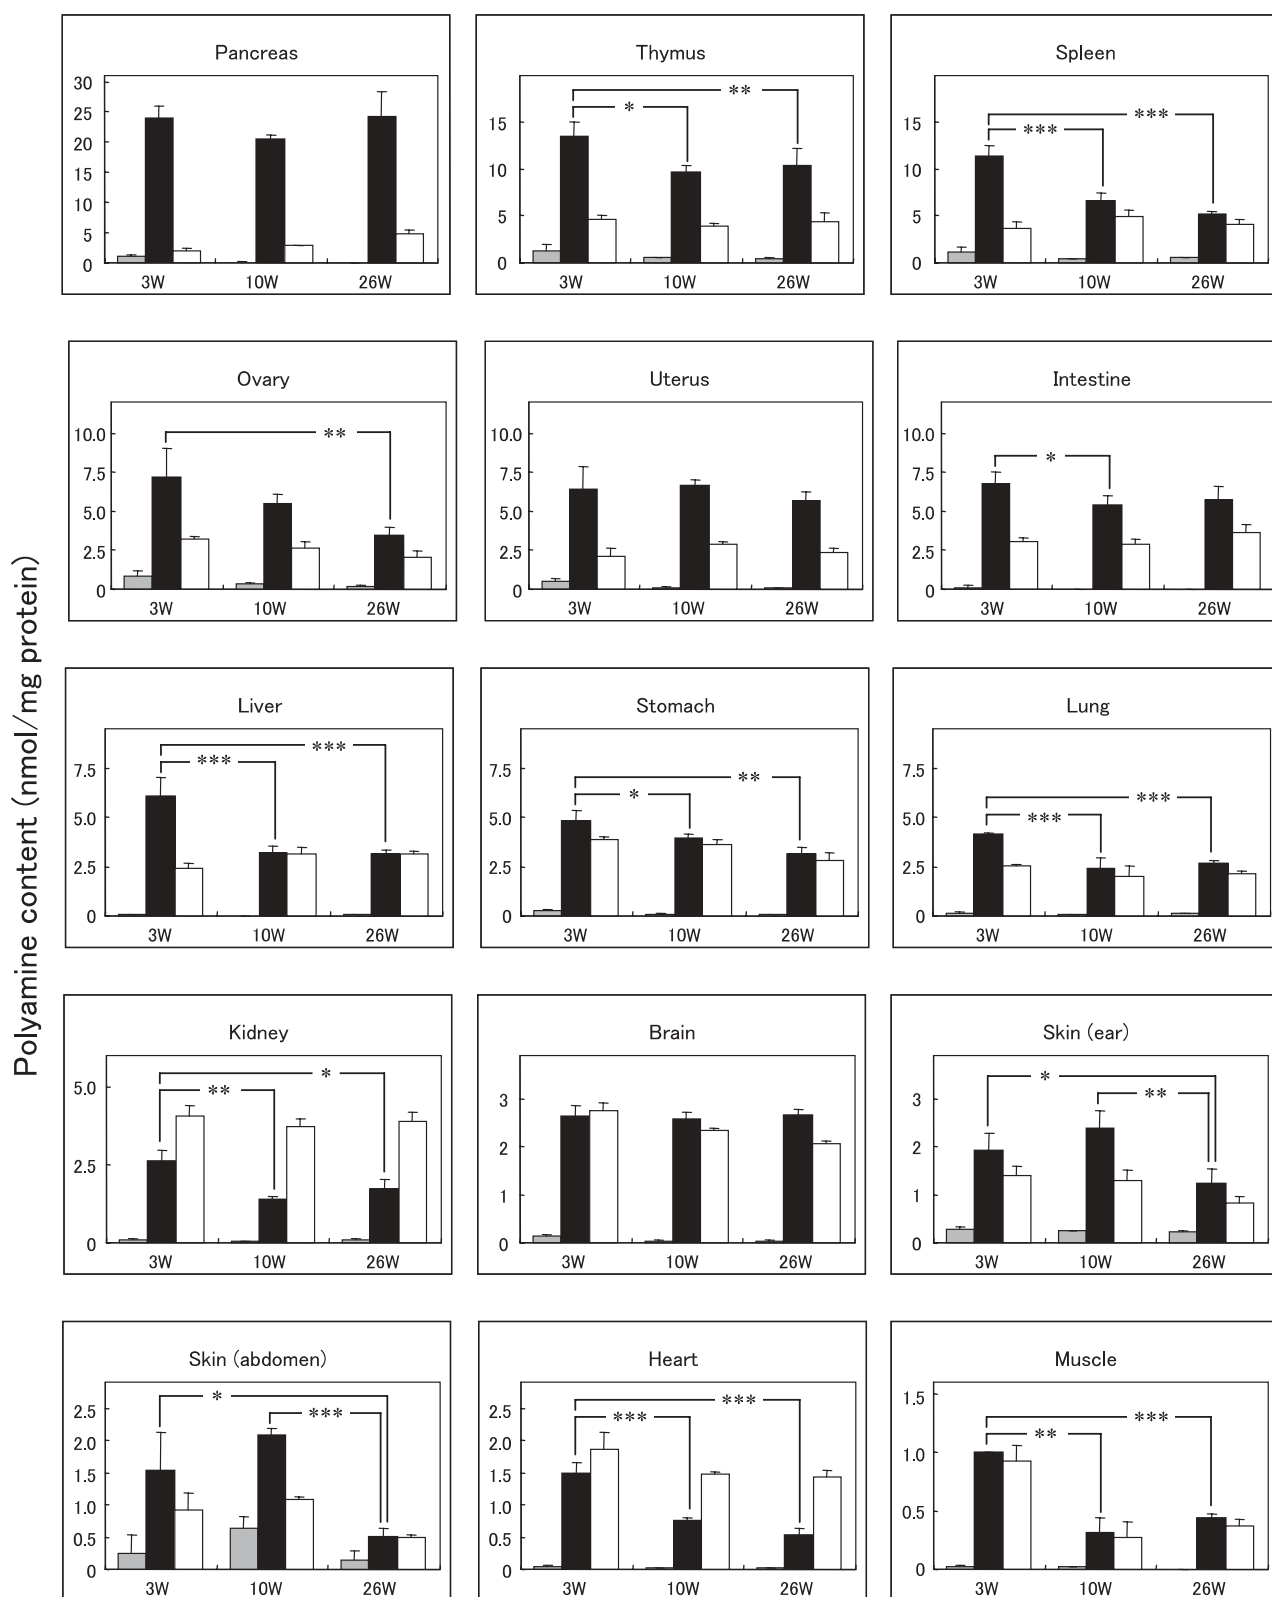 Polyamine content (nmol/mg protein)
Pancreas
30
25
20
15
10
5
0
3W 10W 26W
Thymus
** 
*
15
10
5
0
3W 10W 26W
Spleen
***
***
15
10
5
0
3W 10W 26W
Ovary
**
10.0
7.5
5.0
2.5
0
3W 10W 26W
Uterus
10.0
7.5
5.0
2.5
0
3W 10W 26W
Intestine
*
10.0
7.5
5.0
2.5
0
3W 10W 26W
Liver
***
***
7.5
5.0
2.5
0
3W 10W 26W
Stomach
**
*
7.5
5.0
2.5
0
3W 10W 26W
Lung
***
***
7.5
5.0
2.5
0
3W 10W 26W
Kidney
*
**
5.0
2.5
0
3W 10W 26W
Brain
3
2
1
0
3W 10W 26W
Skin (ear)
*
**
3
2
1
0
3W 10W 26W
Skin (abdomen)
*
***
2.5
2.0
1.5
1.0
0.5
0
3W 10W 26W
Heart
***
***
2.5
2.0
1.5
1.0
0.5
0
3W 10W 26W
Muscle
***
**
1.5
1.0
0.5
0
3W 10W 26W